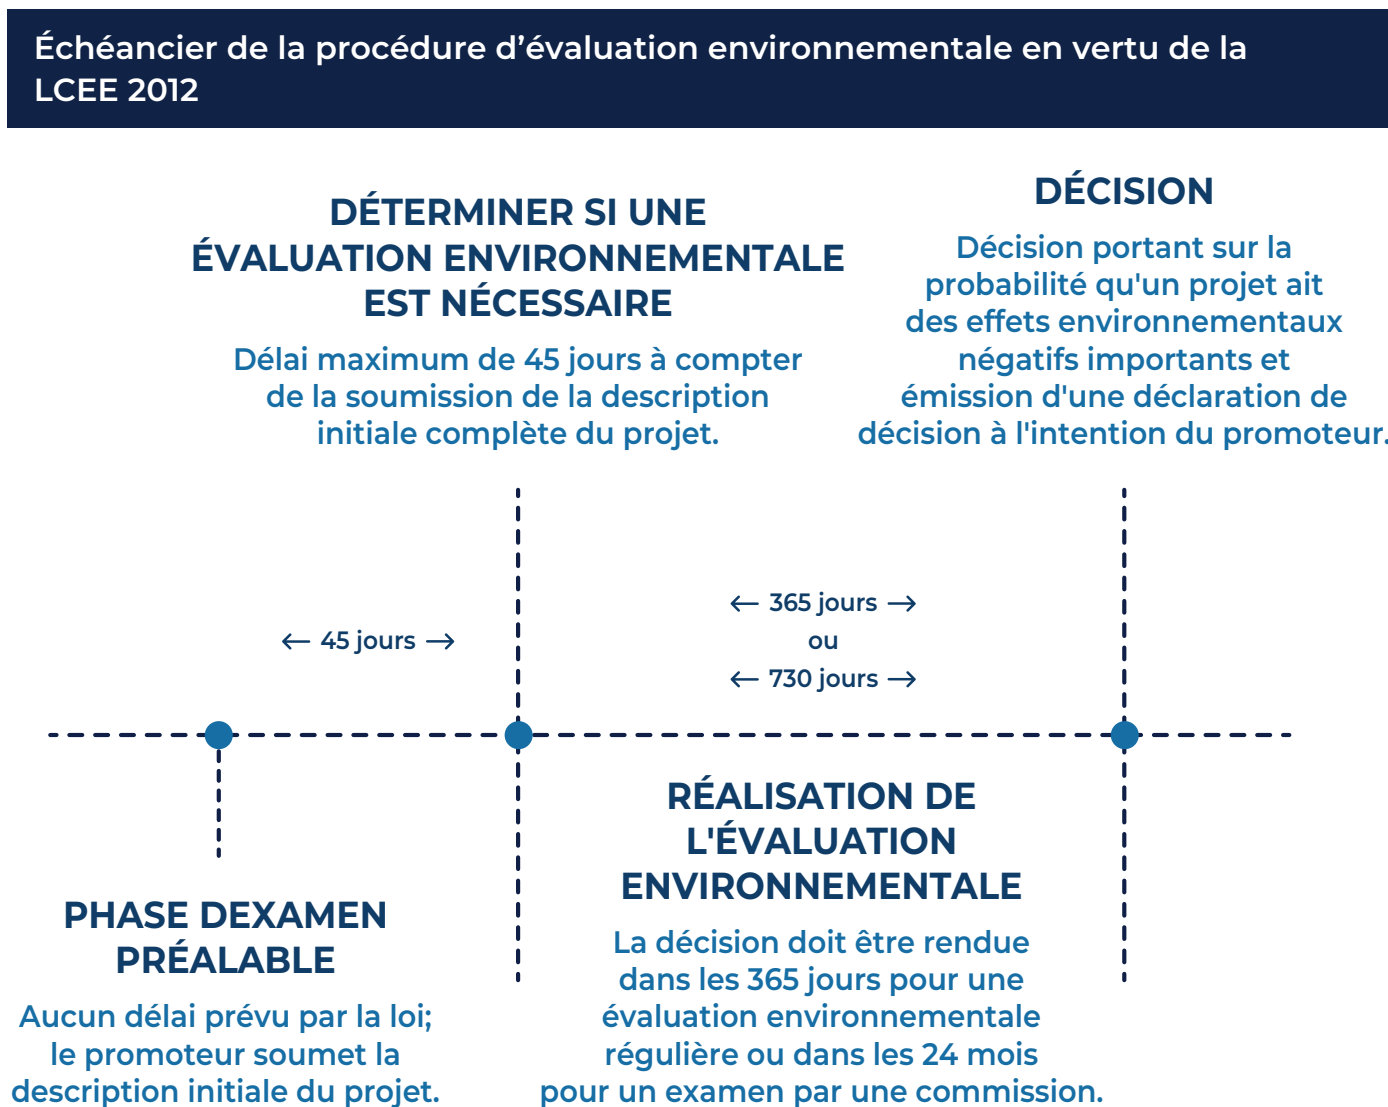 Échéancier de la procédure d’évaluation environnementale en vertu de la
LCEE 2012
DÉTERMINER SI UNE
ÉVALUATION ENVIRONNEMENTALE
EST NÉCESSAIRE
Délai maximum de 45 jours à compter
de la soumission de la description
initiale complète du projet.
DÉCISION
Décision portant sur la
probabilité qu'un projet ait
des effets environnementaux
négatifs importants et
émission d'une déclaration de
décision à l'intention du promoteur.
← 45 jours →
← 365 jours →
ou
← 730 jours →
PHASE DEXAMEN
PRÉALABLE
Aucun délai prévu par la loi;
le promoteur soumet la
description initiale du projet.
RÉALISATION DE
L'ÉVALUATION
ENVIRONNEMENTALE
La décision doit être rendue
dans les 365 jours pour une
évaluation environnementale
régulière ou dans les 24 mois
pour un examen par une commission.